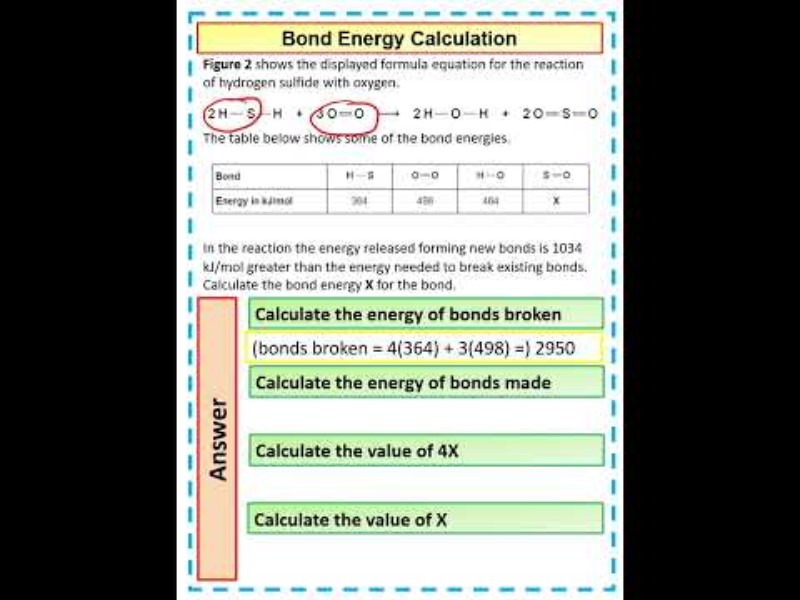 Bond Energy Calculation
Figure 2 shows the displayed formula equation for the reaction
of hydrogen sulfide with oxygen.
2 H — S — H + 3 O = O ⟶ 2 H — O — H + 2 O = S = O
The table below shows some of the bond energies.
Bond H — S O = O H — O S = O
Energy in kJ/mol 364 498 464 X
In the reaction the energy released forming new bonds is 1034
kJ/mol greater than the energy needed to break existing bonds.
Calculate the bond energy X for the bond.
Answer
Calculate the energy of bonds broken
(bonds broken = 4(364) + 3(498) =) 2950
Calculate the energy of bonds made
Calculate the value of 4X
Calculate the value of X